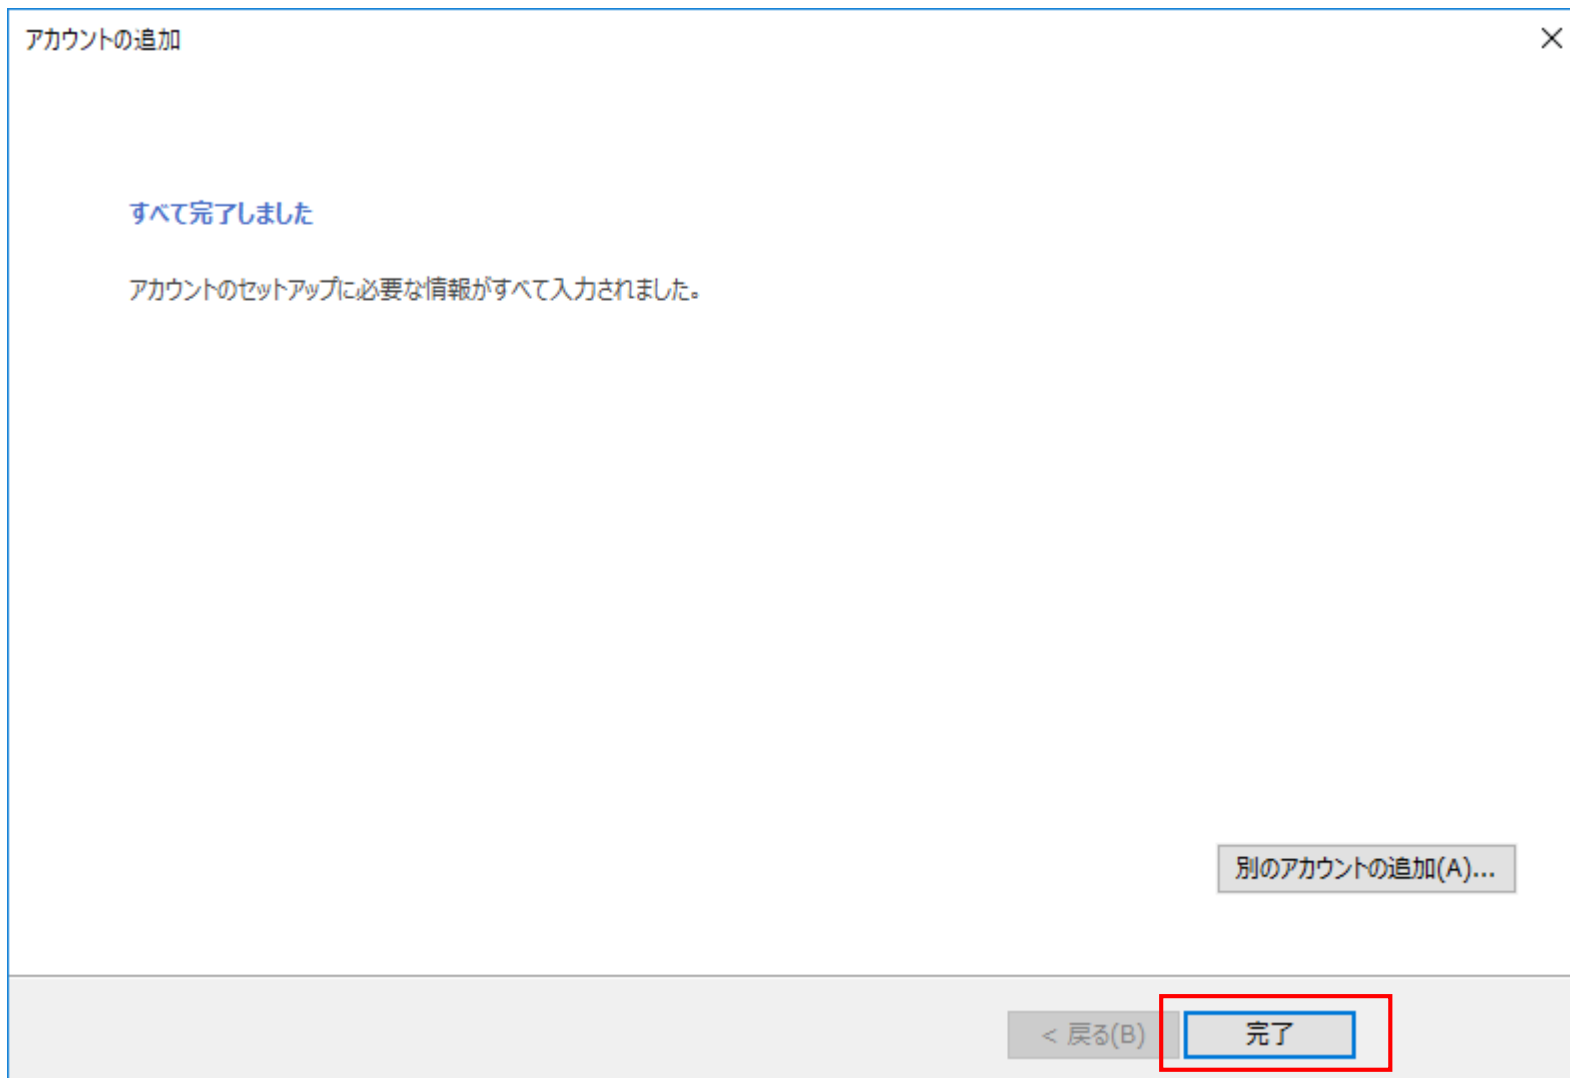 アカウントの追加
すべて完了しました
アカウントのセットアップに必要な情報がすべて入力されました。
別のアカウントの追加(A)...
< 戻る(B)
完了